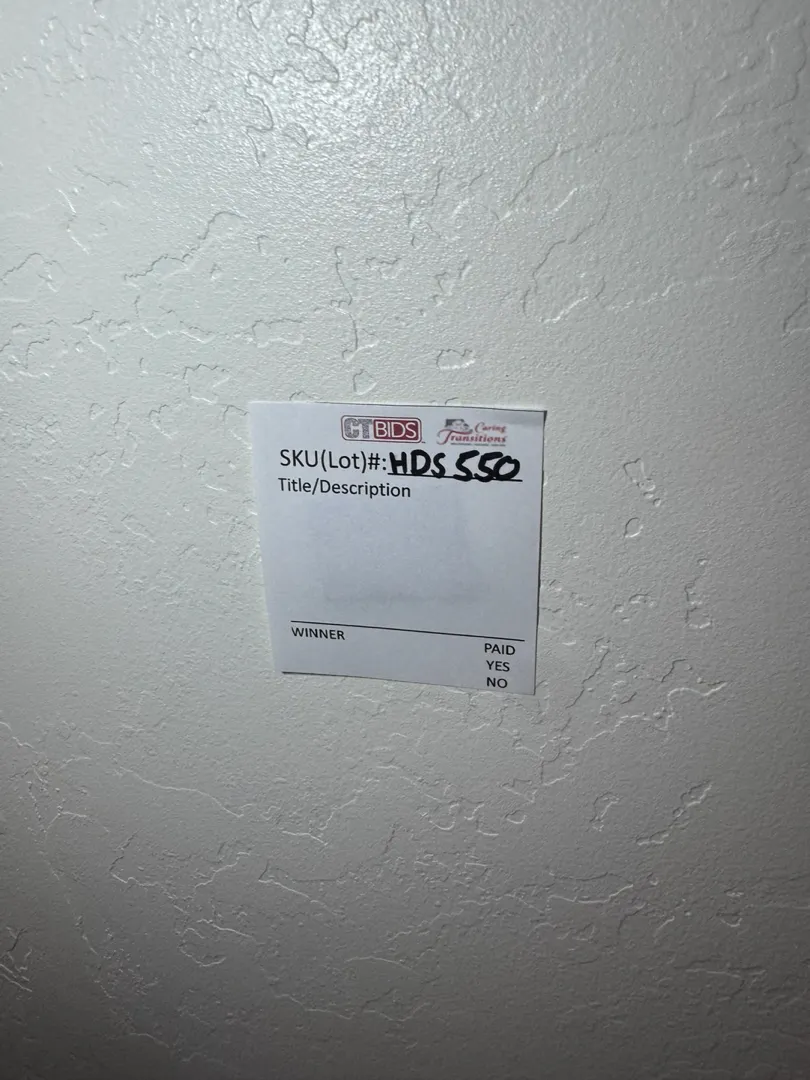 CTBIDS Caring Transitions
SKU(Lot)#: HDS 550
Title/Description
WINNER
PAID
YES
NO